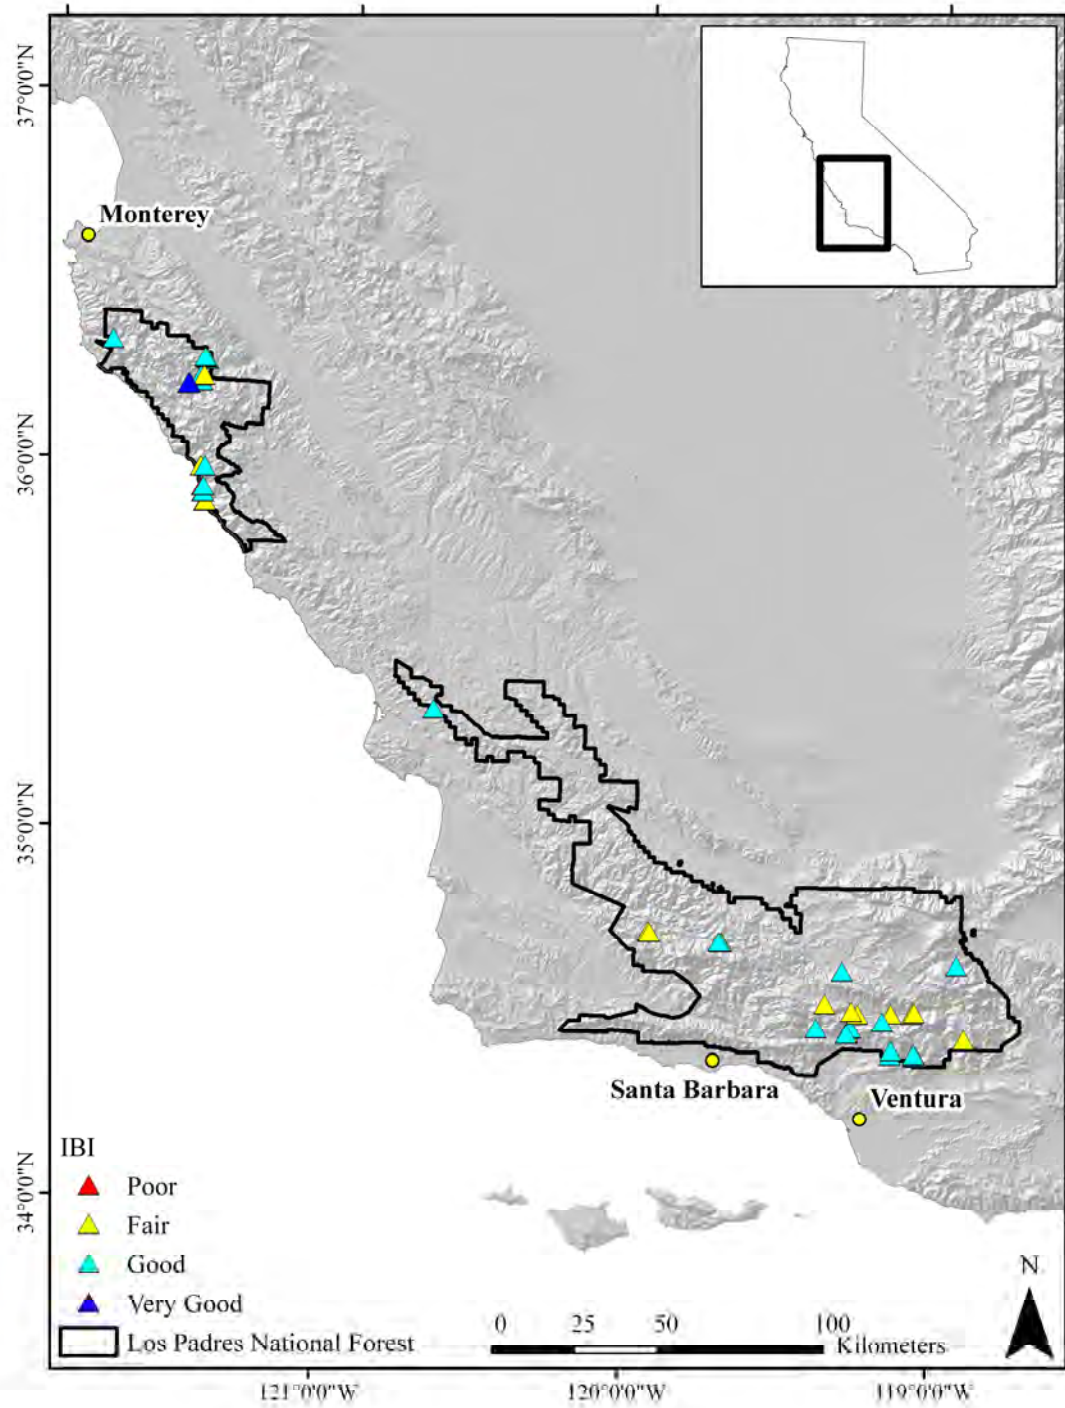 37°0'0"N
Monterey
36°0'0"N
35°0'0"N
Santa Barbara
Ventura
34°0'0"N
IBI
Poor
Fair
Good
Very Good
Los Padres National Forest
0 25 50 100
Kilometers
N
121°0'0"W 120°0'0"W 119°0'0"W